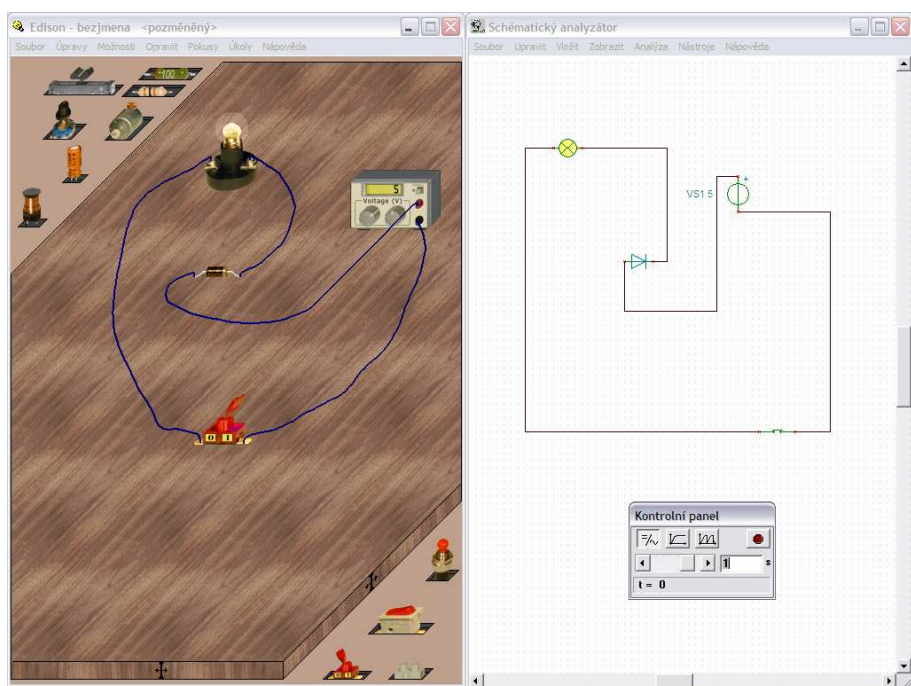 Edison - bezjmena <pozměněný>
Soubor Úpravy Možnosti Opravit Pokusy Úkoly Nápověda
100
5
Voltage (V)
0 I
Schématický analyzátor
Soubor Upravit Vložit Zobrazit Analýza Nástroje Nápověda
VS1 5
+
Kontrolní panel
1 s
t = 0